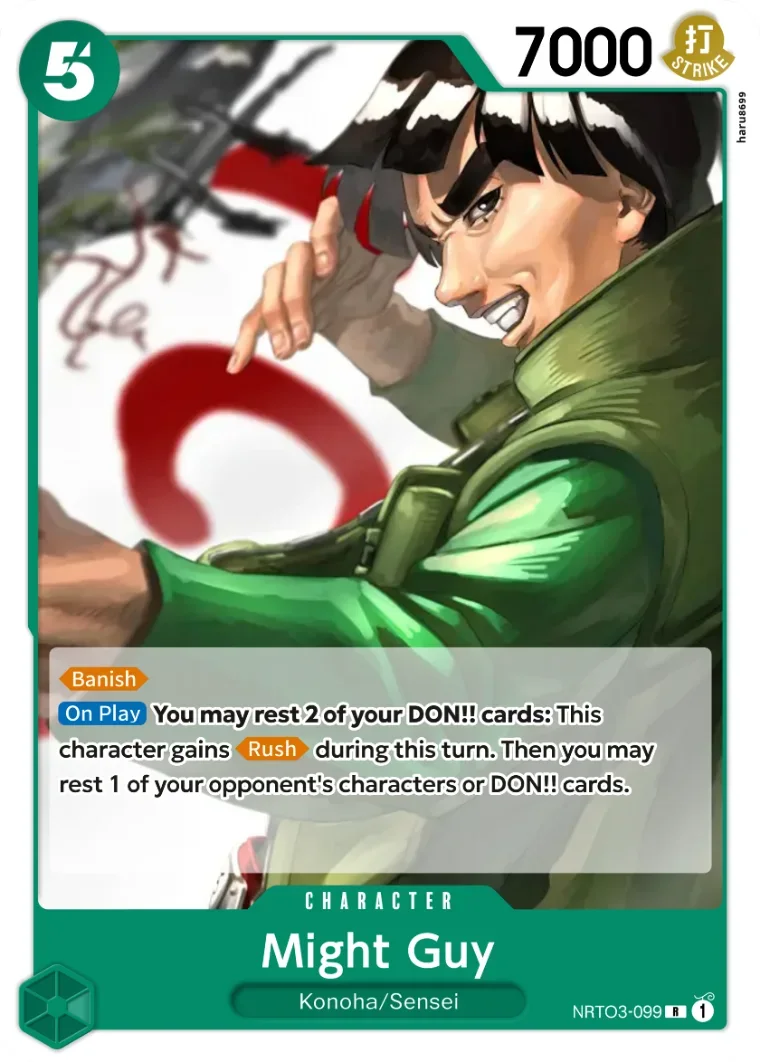 5
7000
打
STRIKE
haru8699
Banish
On Play You may rest 2 of your DON!! cards: This
character gains Rush during this turn. Then you may
rest 1 of your opponent's characters or DON!! cards.
CHARACTER
Might Guy
Konoha/Sensei
NRTO3-099 R 1